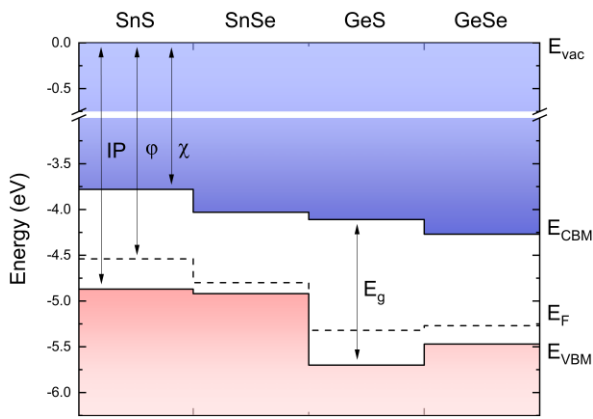 SnS SnSe GeS GeSe
0.0
-0.5
-3.5
-4.0
-4.5
-5.0
-5.5
-6.0
Energy (eV)
IP φ χ
E_g
E_vac
E_CBM
E_F
E_VBM